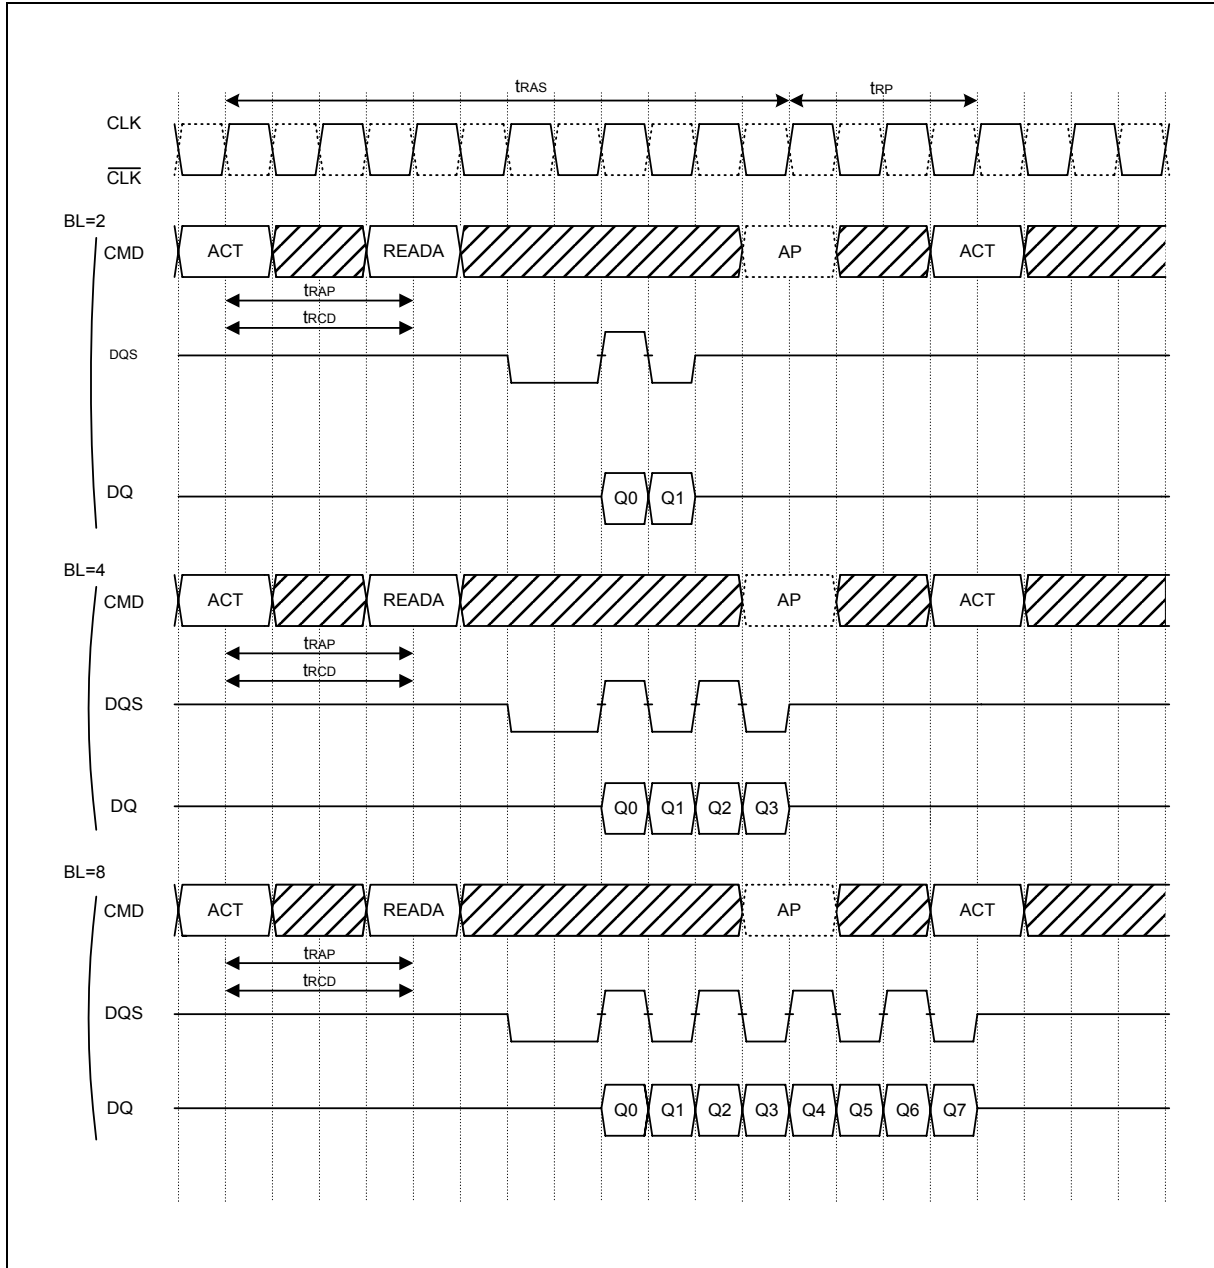 tRAS tRP
CLK
CLK
BL=2
CMD ACT READA AP ACT
tRAP
tRCD
DQS
DQ Q0 Q1
BL=4
CMD ACT READA AP ACT
tRAP
tRCD
DQS
DQ Q0 Q1 Q2 Q3
BL=8
CMD ACT READA AP ACT
tRAP
tRCD
DQS
DQ Q0 Q1 Q2 Q3 Q4 Q5 Q6 Q7